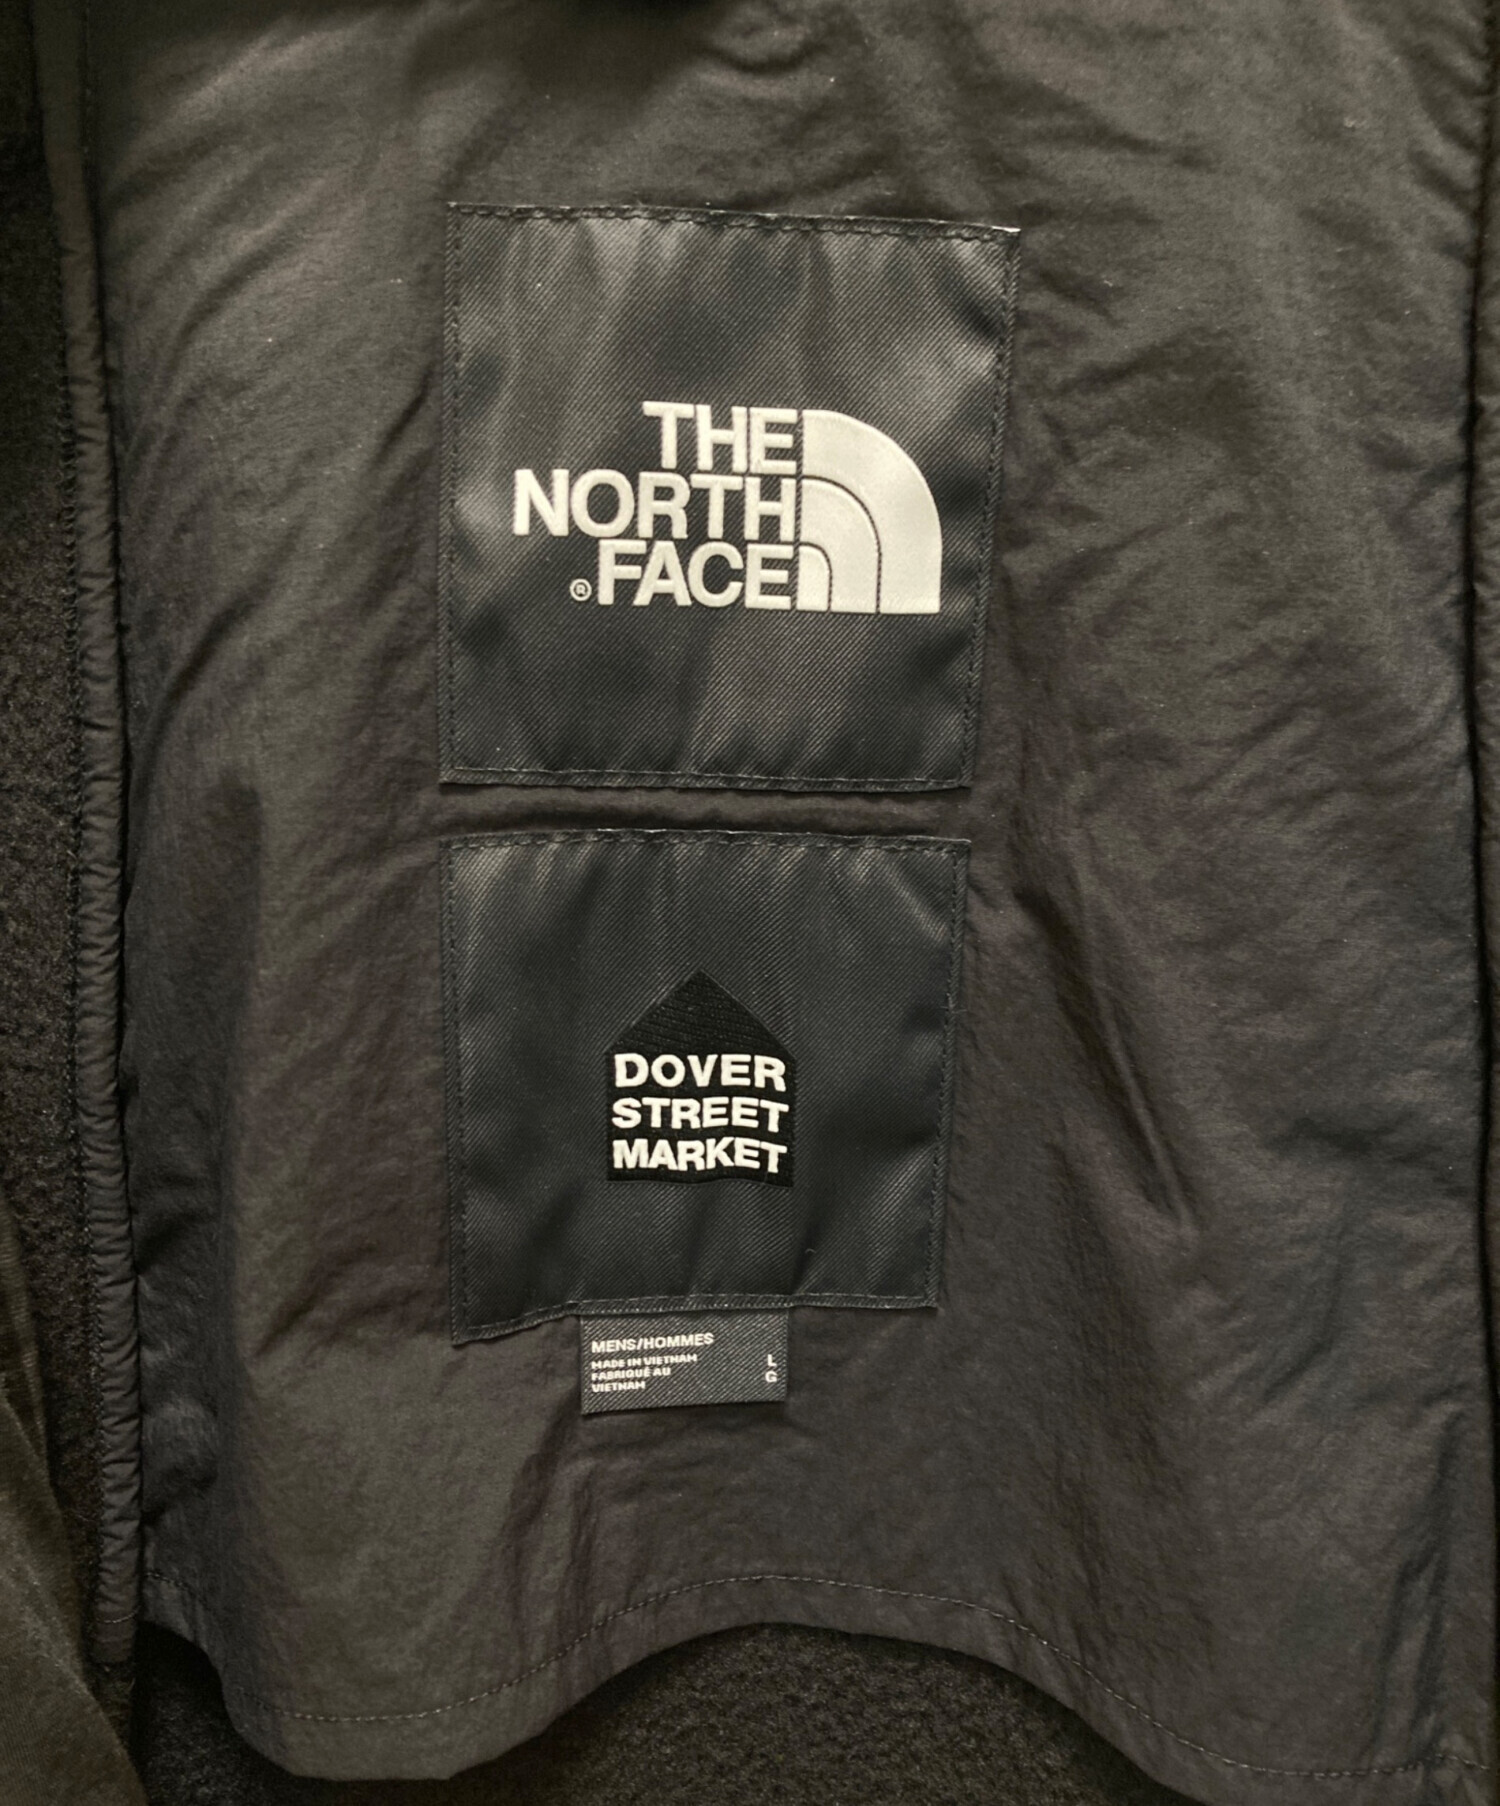 THE
NORTH
® FACE
DOVER
STREET
MARKET
MENS/HOMMES
MADE IN VIETNAM L
FABRIQUÉ AU G
VIETNAM